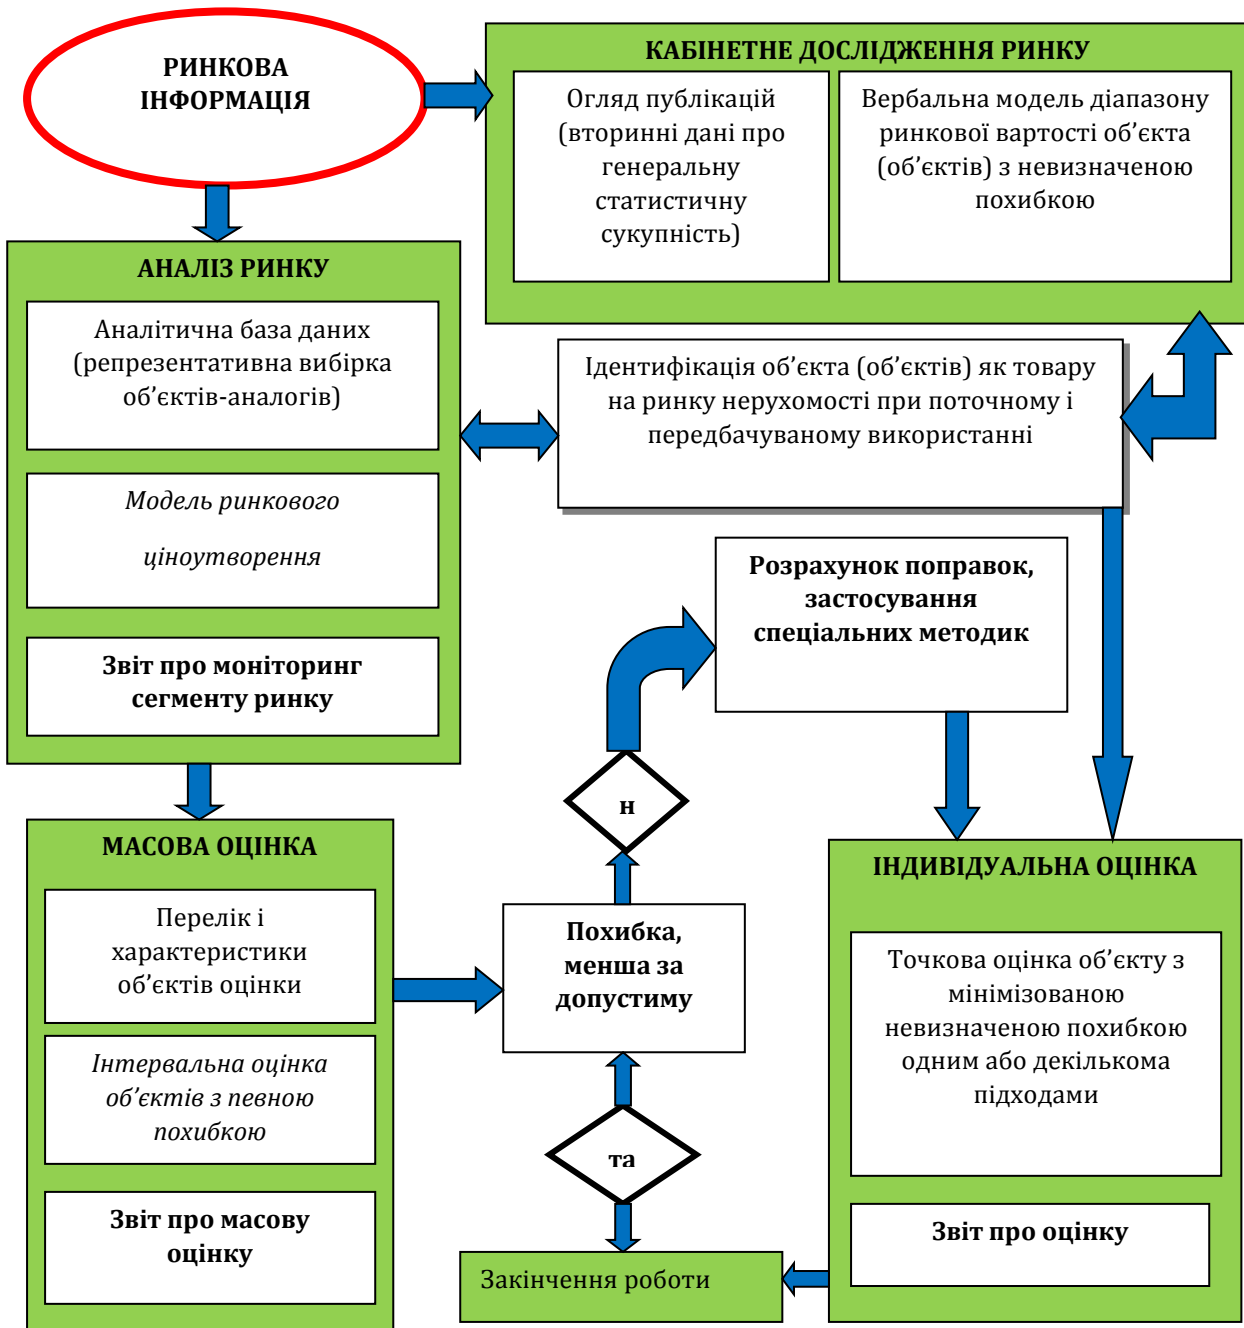 РИНКОВА
ІНФОРМАЦІЯ
КАБІНЕТНЕ ДОСЛІДЖЕННЯ РИНКУ
Огляд публікацій
(вторинні дані про
генеральну
статистичну
сукупність)
Вербальна модель діапазону
ринкової вартості об’єкта
(об’єктів) з невизначеною
похибкою
АНАЛІЗ РИНКУ
Аналітична база даних
(репрезентативна вибірка
об’єктів-аналогів)
Модель ринкового
ціноутворення
Звіт про моніторинг
сегменту ринку
Ідентифікація об’єкта (об’єктів) як товару
на ринку нерухомості при поточному і
передбачуваному використанні
Розрахунок поправок,
застосування
спеціальних методик
н
МАСОВА ОЦІНКА
Перелік і
характеристики
об’єктів оцінки
Інтервальна оцінка
об’єктів з певною
похибкою
Звіт про масову
оцінку
Похибка,
менша за
допустиму
та
Закінчення роботи
ІНДИВІДУАЛЬНА ОЦІНКА
Точкова оцінка об’єкту з
мінімізованою
невизначеною похибкою
одним або декількома
підходами
Звіт про оцінку